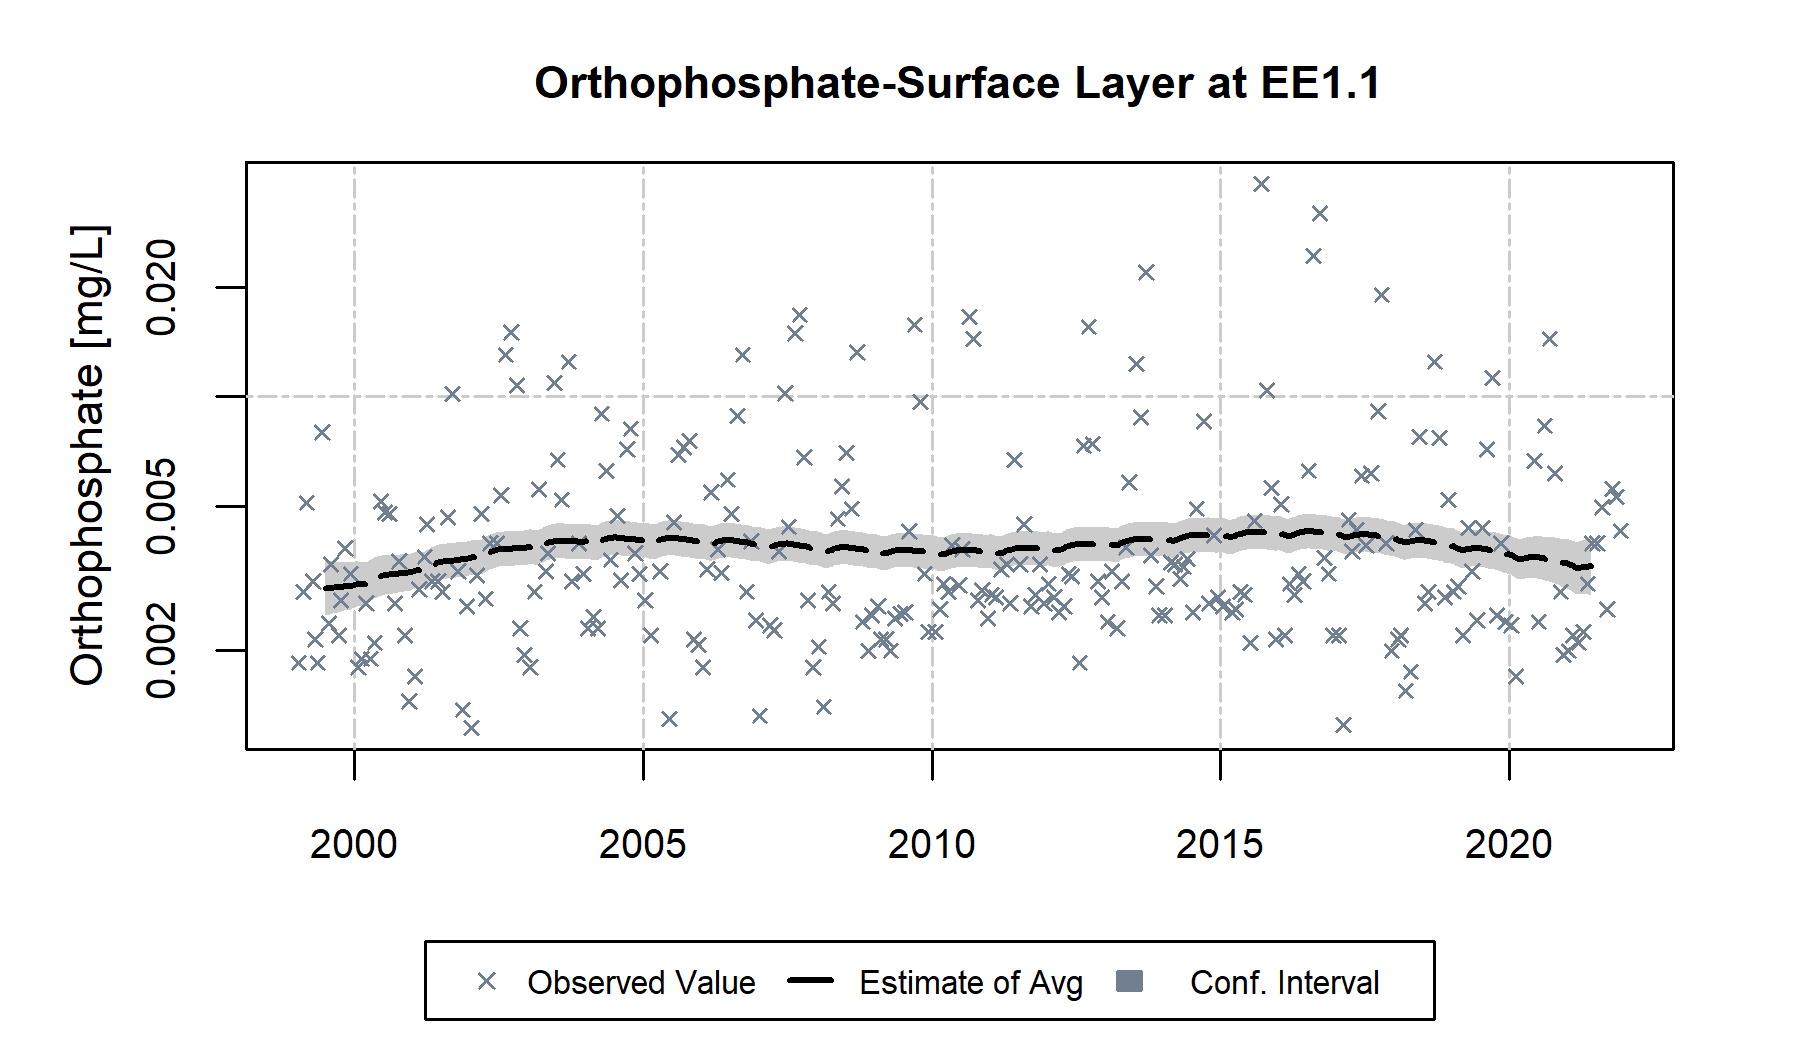 Orthophosphate-Surface Layer at EE1.1
Orthophosphate [mg/L]
0.020
0.005
0.002
2000 2005 2010 2015 2020
Observed Value Estimate of Avg Conf. Interval